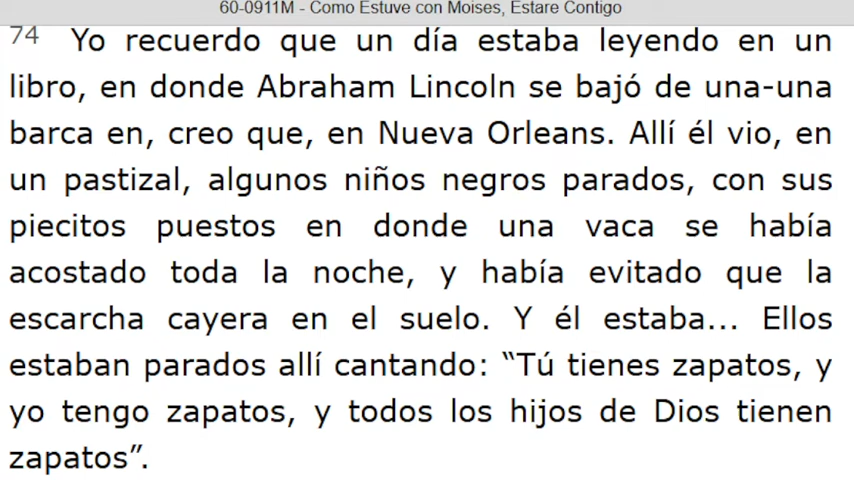 60-0911M - Como Estuve con Moises, Estare Contigo
74 Yo recuerdo que un día estaba leyendo en un
libro, en donde Abraham Lincoln se bajó de una-una
barca en, creo que, en Nueva Orleans. Allí él vio, en
un pastizal, algunos niños negros parados, con sus
piecitos puestos en donde una vaca se había
acostado toda la noche, y había evitado que la
escarcha cayera en el suelo. Y él estaba... Ellos
estaban parados allí cantando: “Tú tienes zapatos, y
yo tengo zapatos, y todos los hijos de Dios tienen
zapatos”.